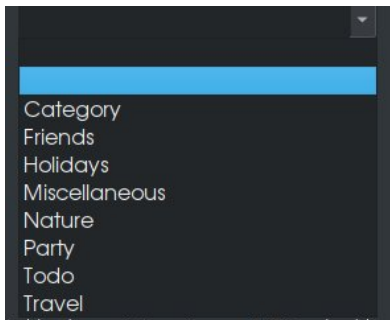 Category
Friends
Holidays
Miscellaneous
Nature
Party
Todo
Travel